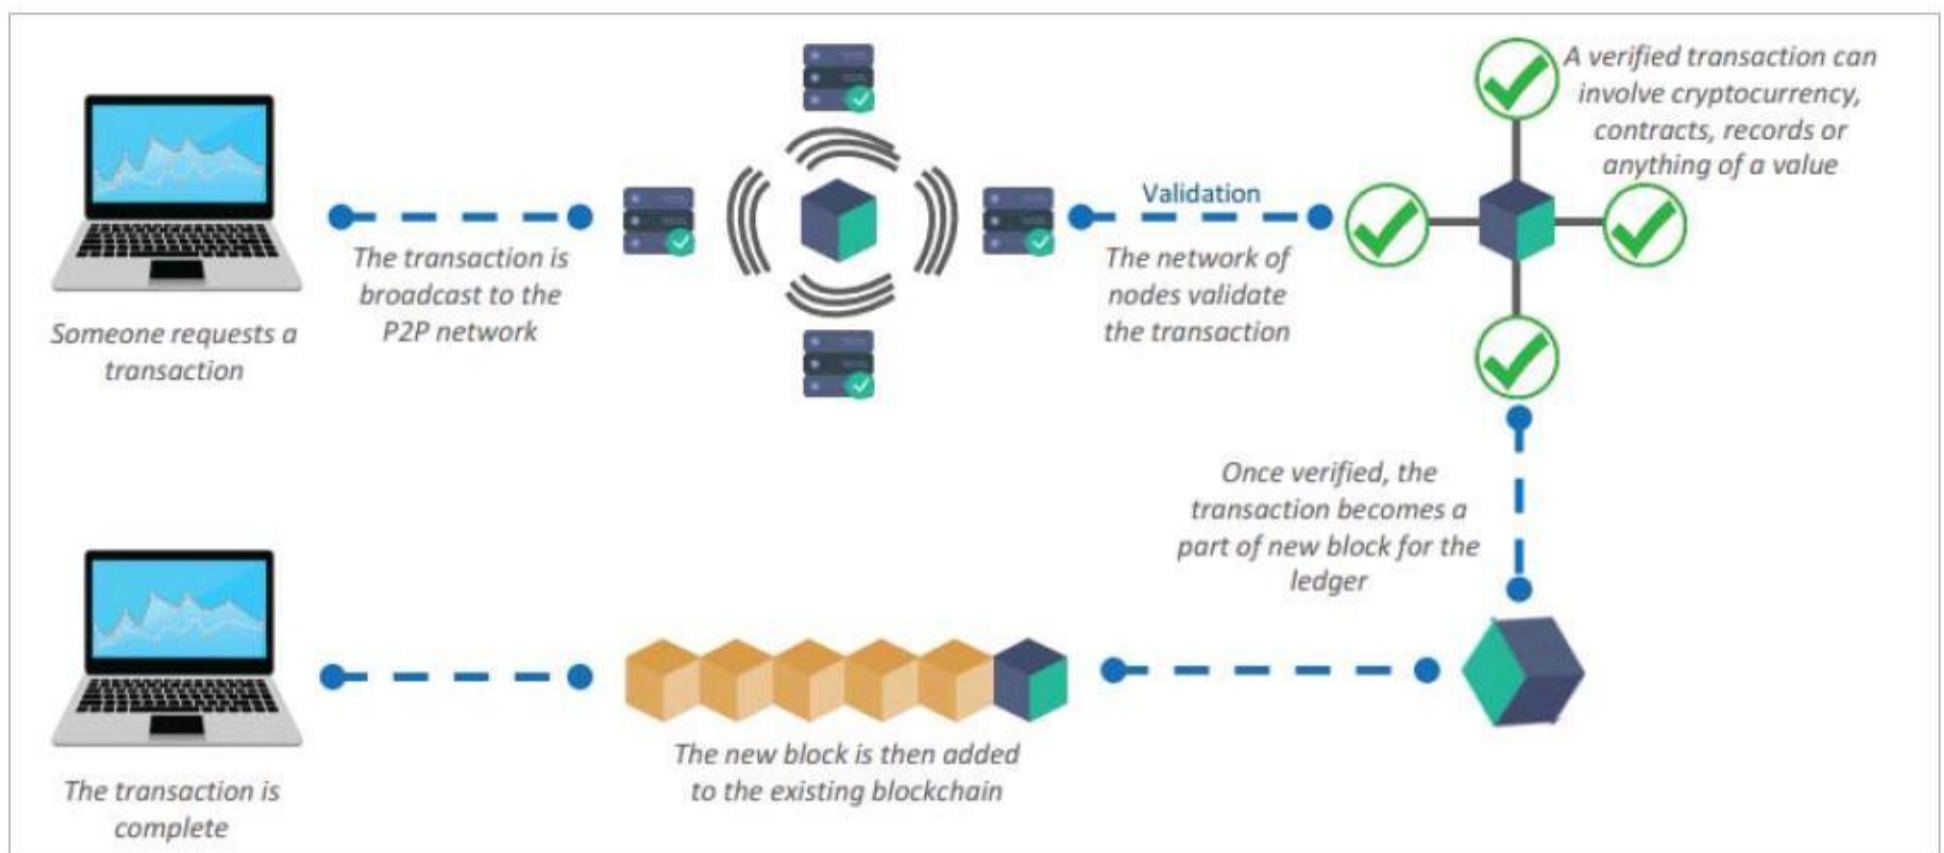 Someone requests a
transaction
The transaction is
broadcast to the
P2P network
Validation
The network of
nodes validate
the transaction
A verified transaction can
involve cryptocurrency,
contracts, records or
anything of a value
Once verified, the
transaction becomes a
part of new block for the
ledger
The new block is then added
to the existing blockchain
The transaction is
complete